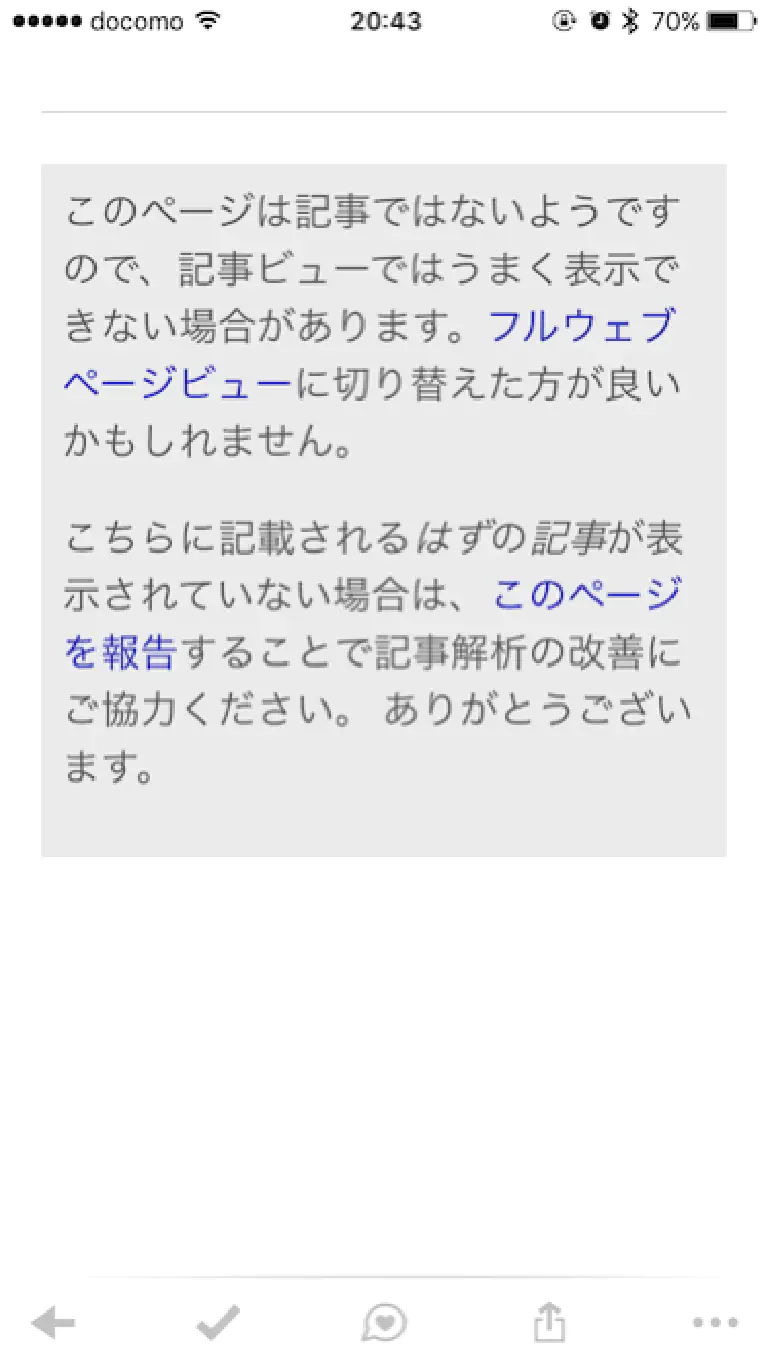 docomo 20:43 70%
このページは記事ではないようです
ので、記事ビューではうまく表示で
きない場合があります。フルウェブ
ページビューに切り替えた方が良い
かもしれません。
こちらに記載されるはずの記事が表
示されていない場合は、このページ
を報告することで記事解析の改善に
ご協力ください。 ありがとうござい
ます。